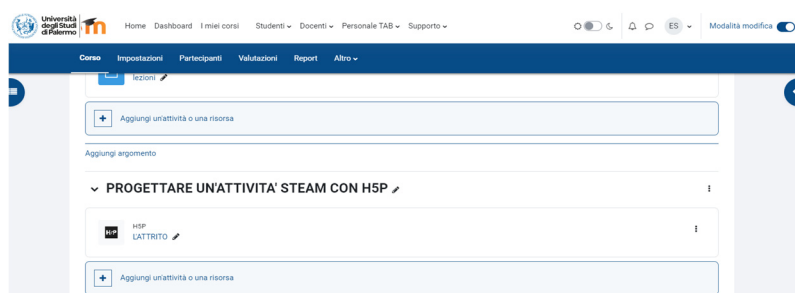 Università
degli Studi
di Palermo
Home Dashboard I miei corsi Studenti Docenti Personale TAB Supporto ES Modalità modifica
Corso Impostazioni Partecipanti Valutazioni Report Altro
lezioni
Aggiungi un'attività o una risorsa
Aggiungi argomento
PROGETTARE UN'ATTIVITA' STEAM CON H5P
H5P
H5P
L'ATTRITO
Aggiungi un'attività o una risorsa